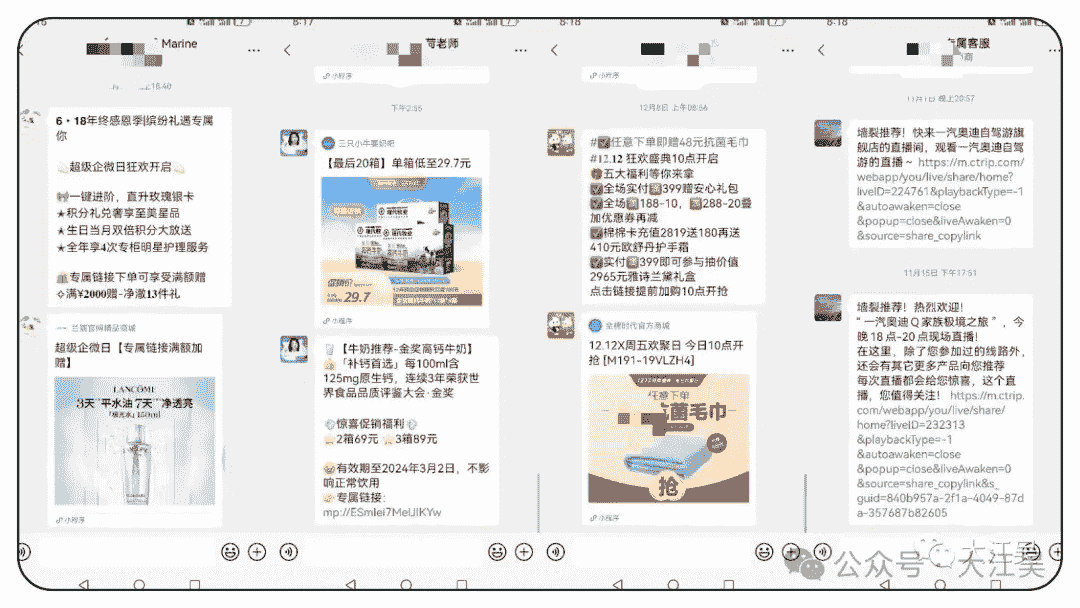 Marine
18:40
6·18年终感恩季|缤纷礼遇专属
你
超级企微日狂欢开启
一键进阶，直升玫瑰银卡
★积分礼兑奢享至美星品
★生日当月双倍积分大放送
★全年享4次专柜明星护理服务
专属链接下单可享受满额赠
✧满¥2000赠-净澈13件礼
兰蔻官网精品商城
超级企微日【专属链接满额加
赠】
LANCÔME
3天"平水油 7天"净透亮
「极光水」150ml
小程序
8:17
老师
小程序
下午2:55
三只小牛
【最后20箱】单箱低至29.7元
29.7
小程序
【牛奶推荐-金奖高钙牛奶】
「补钙首选」每100ml含
125mg原生钙，连续3年荣获世
界食品品质评鉴大会·金奖
惊喜促销福利
2箱69元 3箱89元
有效期至2024年3月2日，不影
响正常饮用
专属链接：
mp://ESmIei7MelJIKYw
8:18
小程序
12月8日 上午08:56
#任意下单即赠48元抗菌毛巾
#12.12 狂欢盛典10点开启
五大福利等你来拿
全场实付满399赠安心礼包
全场满188-10，满288-20叠
加优惠券再减
棉棉卡充值2819送180再送
410元欧舒丹护手霜
实付满399即可参与抽价值
2965元雅诗兰黛礼盒
点击链接提前加购10点开抢
全棉时代官方商城
12.12X周五欢聚日 今日10点开
抢 [M191-19VLZH4]
任意下单
抗菌毛巾
抢
小程序
8:18
专属客服
11月1日 晚上20:57
墙裂推荐！快来一汽奥迪自驾游旗
舰店的直播间，观看一汽奥迪自驾
游的直播~ https://m.ctrip.com/
webapp/you/live/share/home?
liveID=224761&playbackType=-1
&autoawaken=close
&popup=close&liveAwaken=0
&source=share_copylink
11月15日 下午17:51
墙裂推荐！热烈欢迎！
"一汽奥迪Q家族极境之旅"，今
晚18点-20点现场直播！
在这里，除了您参加过的线路外，
还会有其它更多产品向您推荐
每次直播都会给您惊喜，这个直
播，您值得关注！ https://m.ctrip.
com/webapp/you/live/share/
home?liveID=232313
&playbackType=-1
&autoawaken=close
&popup=close&liveAwaken=0
&source=share_copylink&s_
guid=840b957a-2f1a-4049-87d
a-357687b82605
公众号 大汪昊